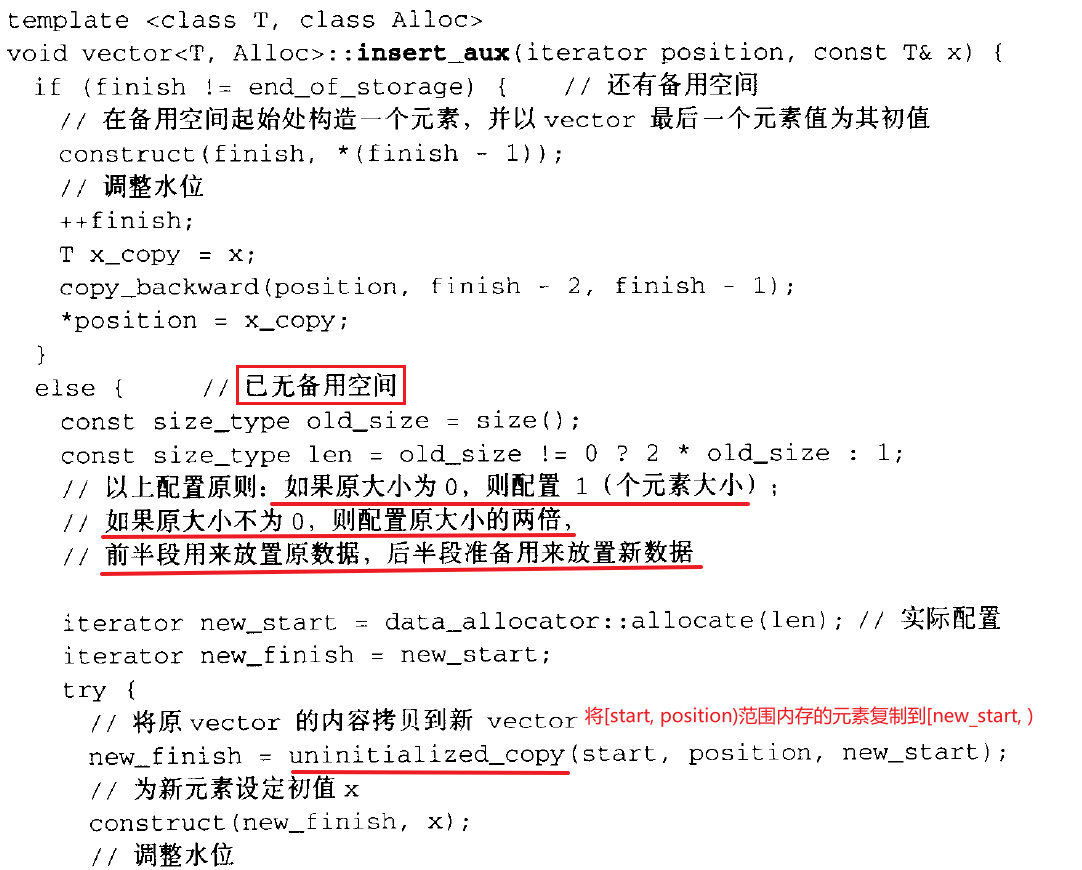 template <class T, class Alloc>
void vector<T, Alloc>::insert_aux(iterator position, const T& x) {
  if (finish != end_of_storage) {    // 还有备用空间
    // 在备用空间起始处构造一个元素，并以 vector 最后一个元素值为其初值
    construct(finish, *(finish - 1));
    // 调整水位
    ++finish;
    T x_copy = x;
    copy_backward(position, finish - 2, finish - 1);
    *position = x_copy;
  }
  else {     // 已无备用空间
    const size_type old_size = size();
    const size_type len = old_size != 0 ? 2 * old_size : 1;
    // 以上配置原则：如果原大小为 0，则配置 1（个元素大小）;
    // 如果原大小不为 0，则配置原大小的两倍，
    // 前半段用来放置原数据，后半段准备用来放置新数据
    iterator new_start = data_allocator::allocate(len); // 实际配置
    iterator new_finish = new_start;
    try {
      // 将原 vector 的内容拷贝到新 vector 将[start, position)范围内存的元素复制到[new_start, )
      new_finish = uninitialized_copy(start, position, new_start);
      // 为新元素设定初值 x
      construct(new_finish, x);
      // 调整水位